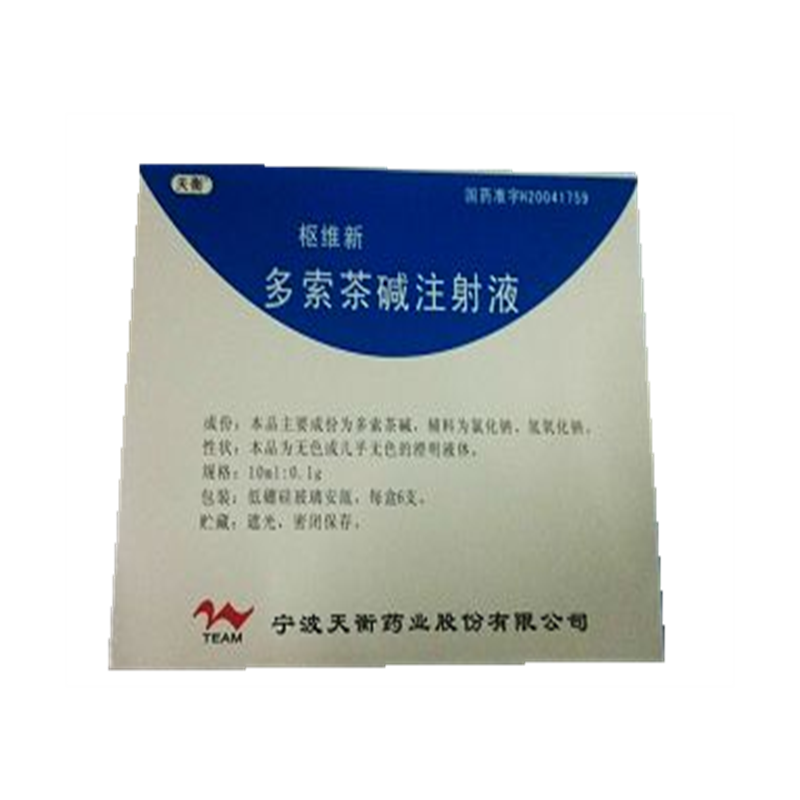 天衡
国药准字H20041759
枢维新
多索茶碱注射液
成份：本品主要成份为多索茶碱，辅料为氯化钠、氢氧化钠。
性状：本品为无色或几乎无色的澄明液体。
规格：10ml:0.1g
包装：低硼硅玻璃安瓿，每盒6支。
贮藏：遮光，密闭保存。
TEAM
宁波天衡药业股份有限公司